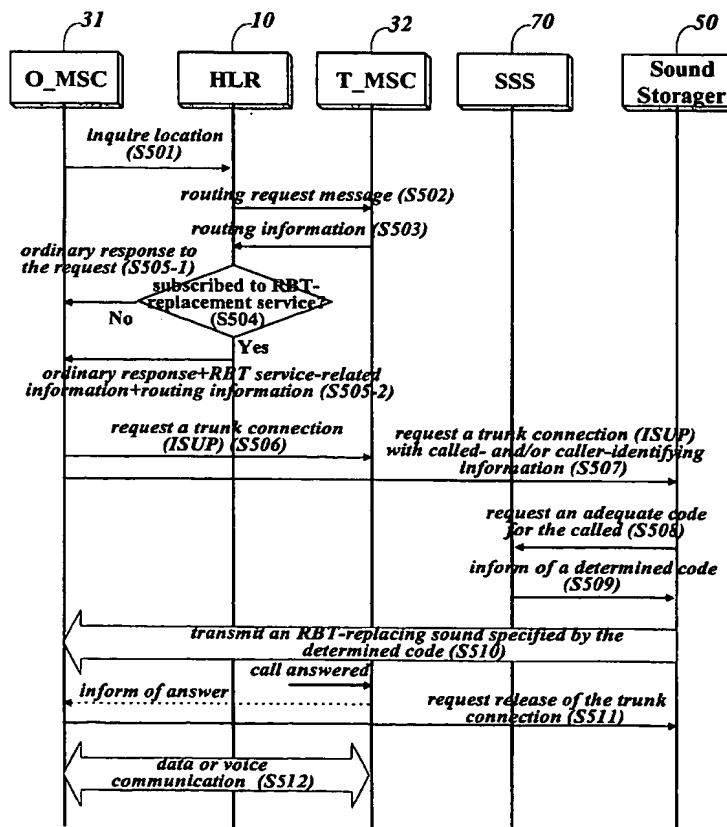 31
10
32
70
50
O_MSC
HLR
T_MSC
SSS
Sound
Storager
inquire location
(S501)
routing request message (S502)
routing information (S503)
ordinary response to
the request (S505-1)
subscribed to RBT-
replacement service?
(S504)
No
Yes
ordinary response+RBT service-related
information+routing information (S505-2)
request a trunk connection
(ISUP) (S506)
request a trunk connection (ISUP)
with called- and/or caller-identifying
information (S507)
request an adequate code
for the called (S508)
inform of a determined code
(S509)
transmit an RBT-replacing sound specified by the
determined code (S510)
call answered
inform of answer
request release of the trunk
connection (S511)
data or voice
communication (S512)